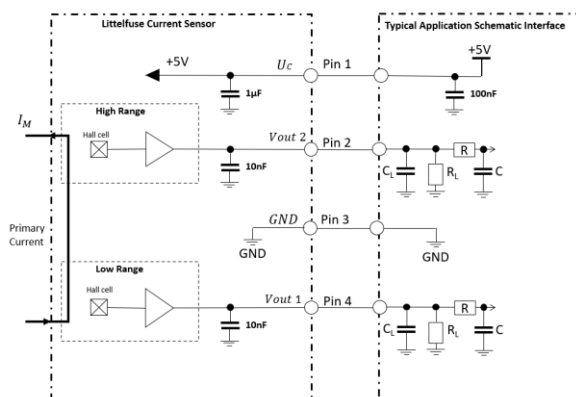 Littelfuse Current Sensor
Typical Application Schematic Interface
+5V
Uc
Pin 1
+5V
1µF
100nF
High Range
I_M
Hall cell
Vout 2
Pin 2
R
10nF
C_L
R_L
C
Primary
Current
GND
Pin 3
GND
GND
Low Range
Hall cell
Vout 1
Pin 4
R
10nF
C_L
R_L
C